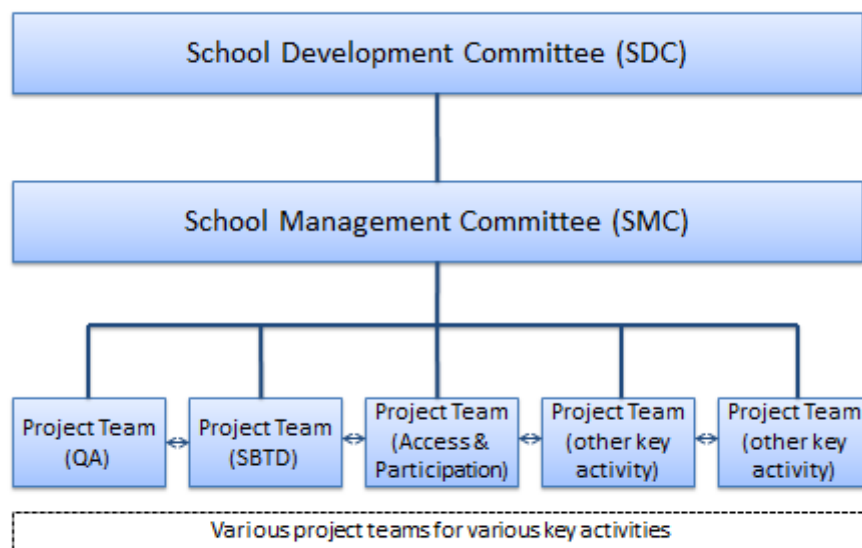 School Development Committee (SDC)
School Management Committee (SMC)
Project Team
(QA)
Project Team
(SBTD)
Project Team
(Access &
Participation)
Project Team
(other key
activity)
Project Team
(other key
activity)
Various project teams for various key activities